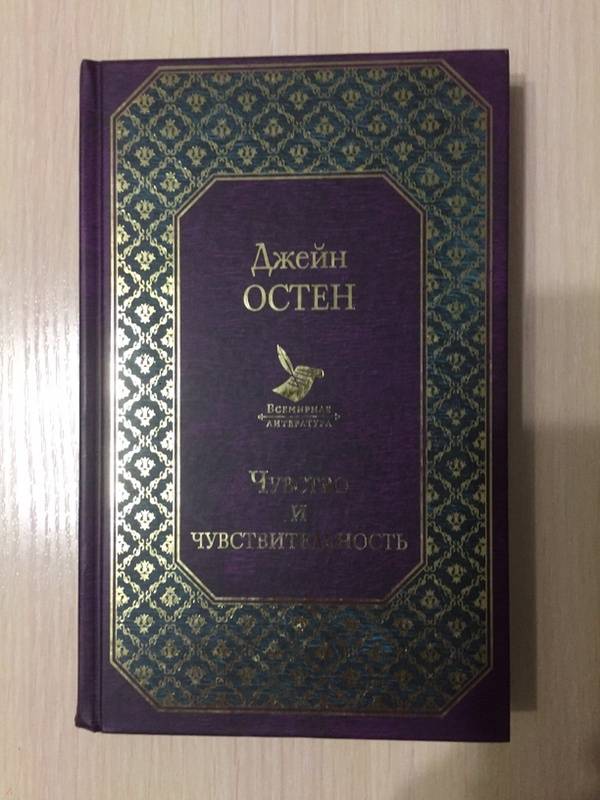 Джейн
ОСТЕН
Всемирная
литература
Чувство
и
чувствительность